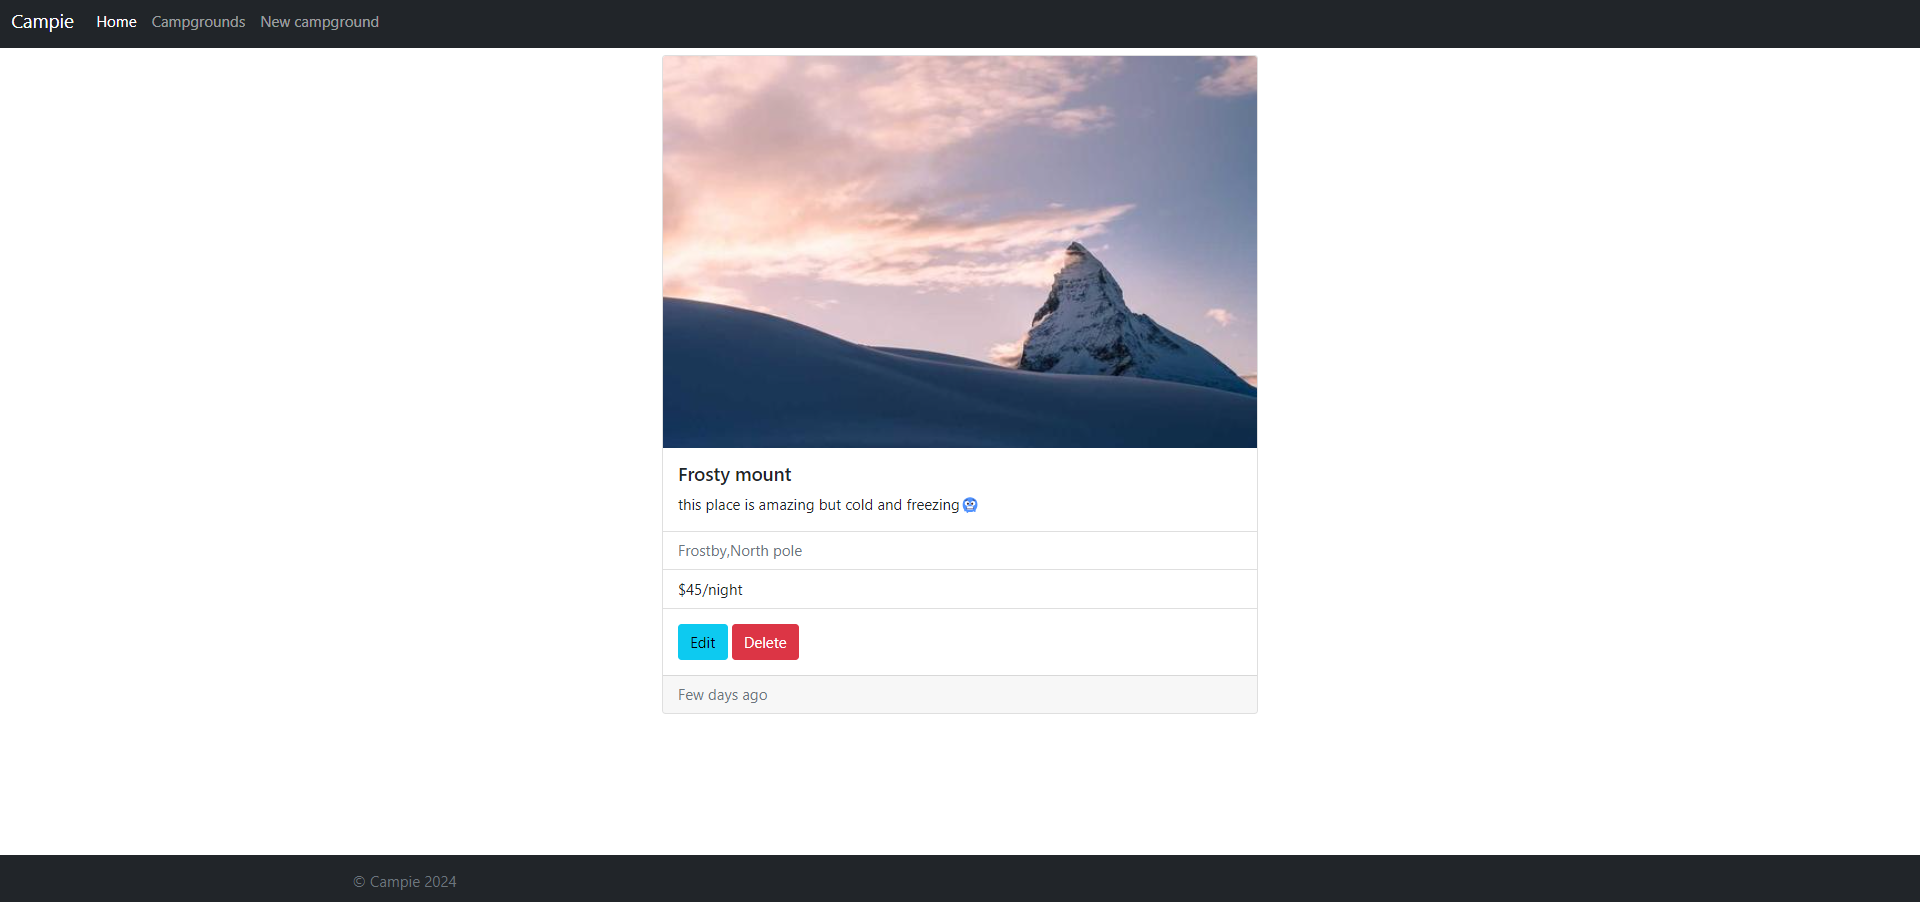 Campie Home Campgrounds New campground
Frosty mount
this place is amazing but cold and freezing🥶
Frostby,North pole
$45/night
Edit Delete
Few days ago
© Campie 2024